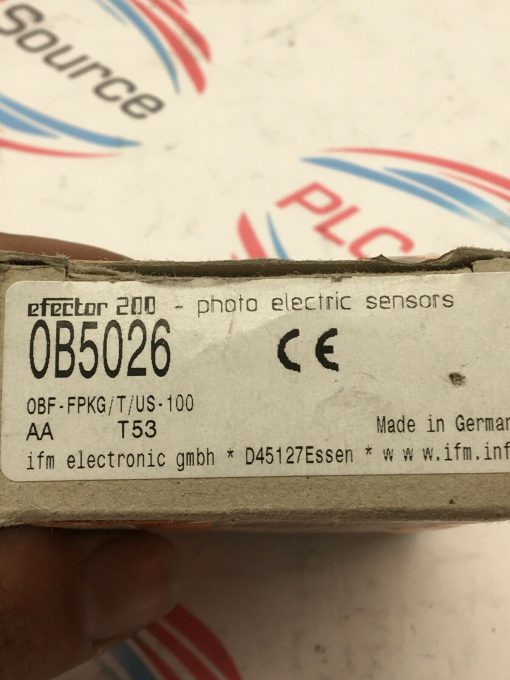 Source
PLC
efector 200 - photo electric sensors
OB5026
CE
OBF-FPKG/T/US-100
AA T53
Made in German
ifm electronic gmbh * D45127Essen * www.ifm.inf